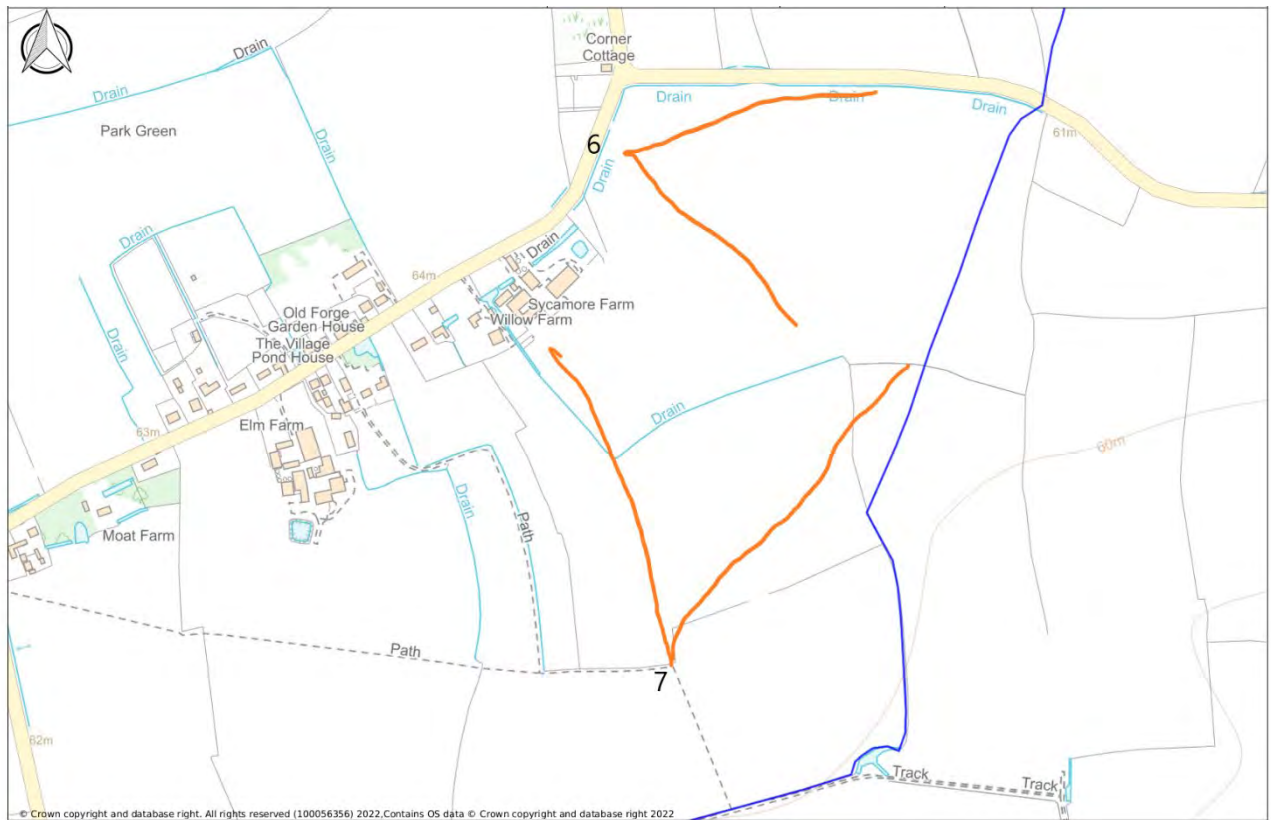 Corner
Cottage
Drain
Drain
Drain
Drain
Drain
Park Green
61m
6
Drain
Drain
Drain
Drain
64m
Sycamore Farm
Old Forge
Garden House
Willow Farm
The Village
Pond House
Drain
Drain
Elm Farm
63m
60m
Drain
Path
Moat Farm
Path
7
62m
Track
Track
© Crown copyright and database right. All rights reserved (100056356) 2022,Contains OS data © Crown copyright and database right 2022